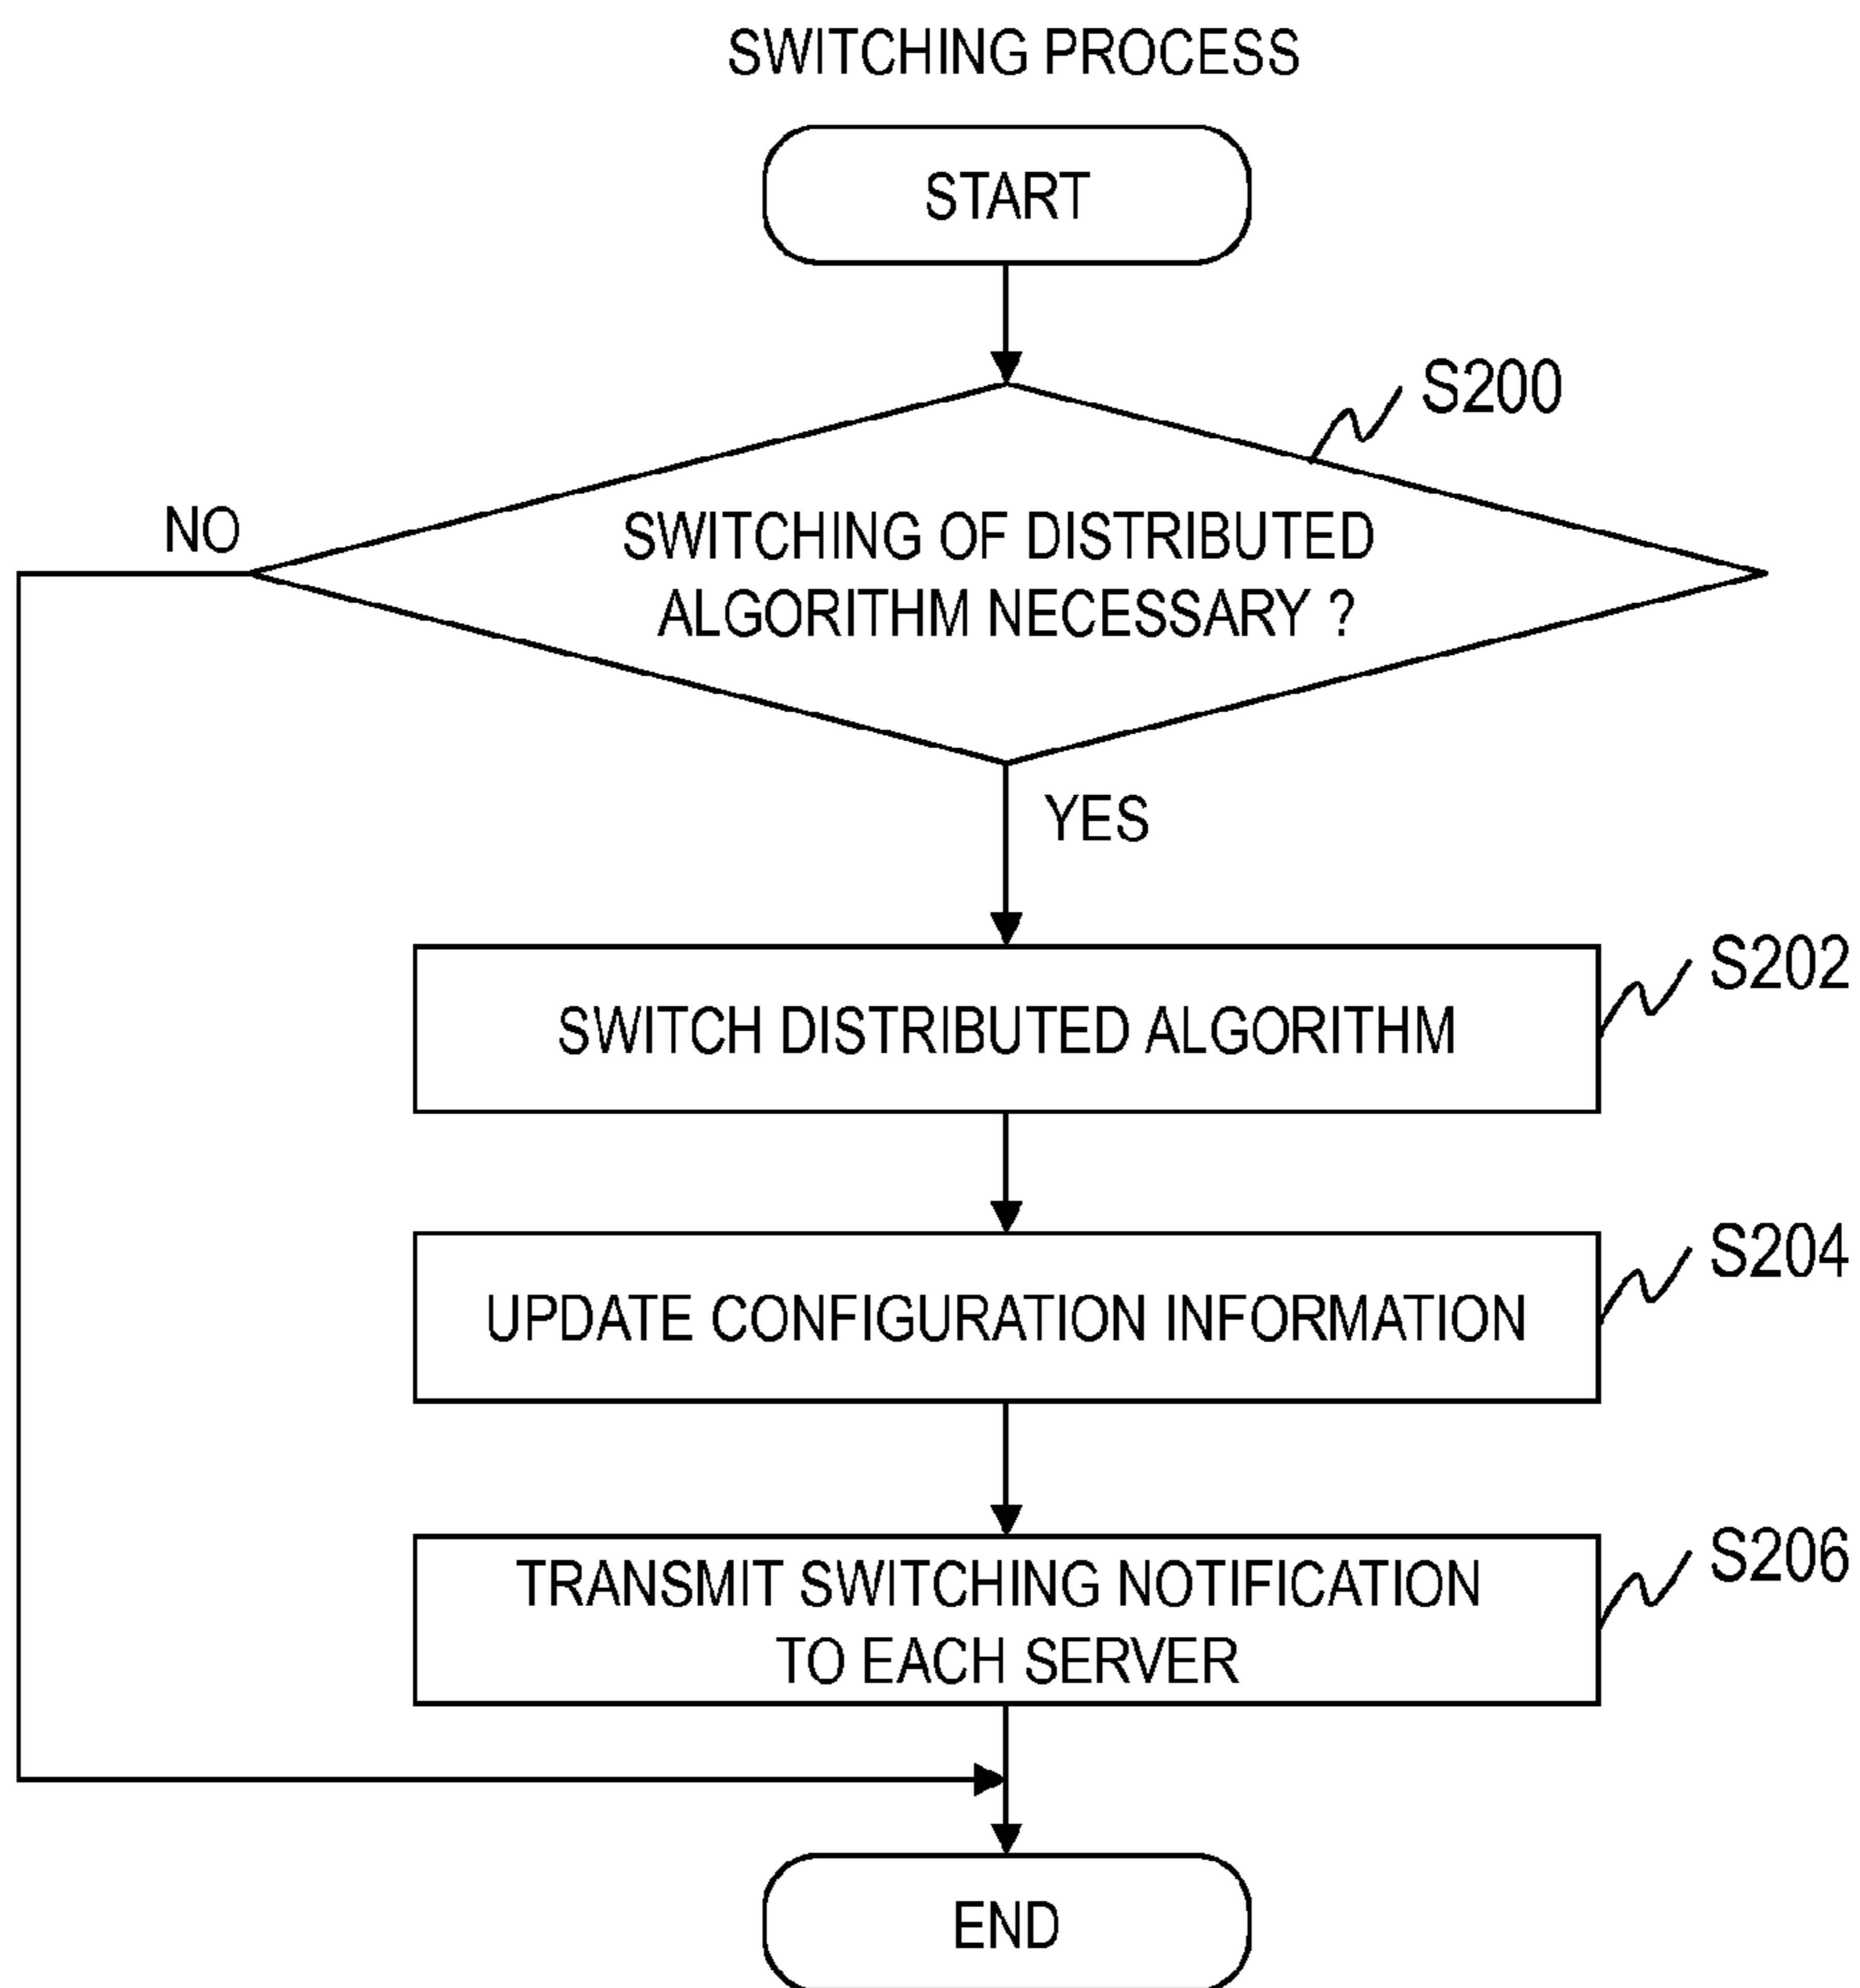 SWITCHING PROCESS
START
S200
NO
SWITCHING OF DISTRIBUTED
ALGORITHM NECESSARY ?
YES
S202
SWITCH DISTRIBUTED ALGORITHM
S204
UPDATE CONFIGURATION INFORMATION
S206
TRANSMIT SWITCHING NOTIFICATION
TO EACH SERVER
END